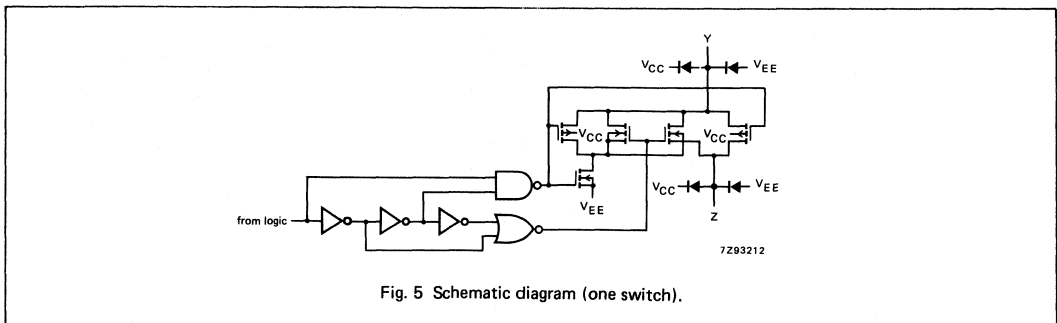 Y
VCC VEE
VCC VCC
VCC VEE
VEE
from logic
Z
7Z93212
Fig. 5 Schematic diagram (one switch).